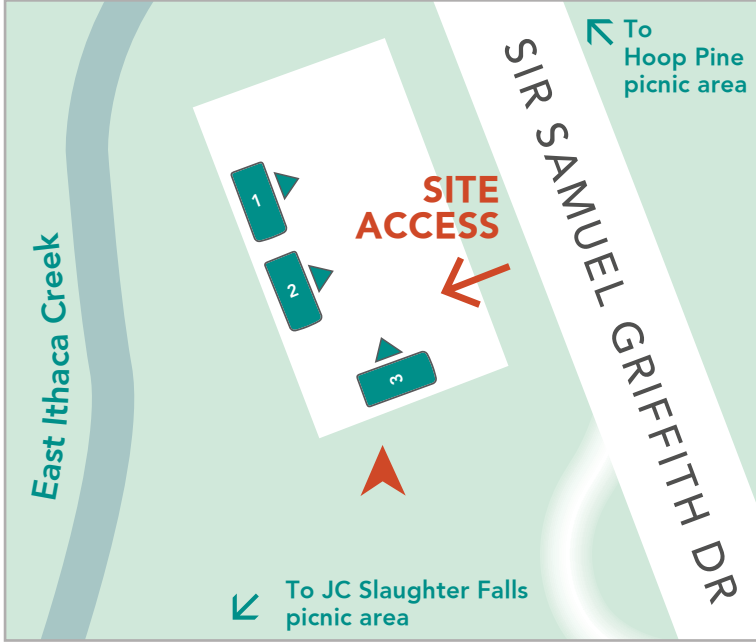 To
Hoop Pine
picnic area
SIR SAMUEL GRIFFITH DR
SITE
ACCESS
1
2
3
East Ithaca Creek
To JC Slaughter Falls
picnic area